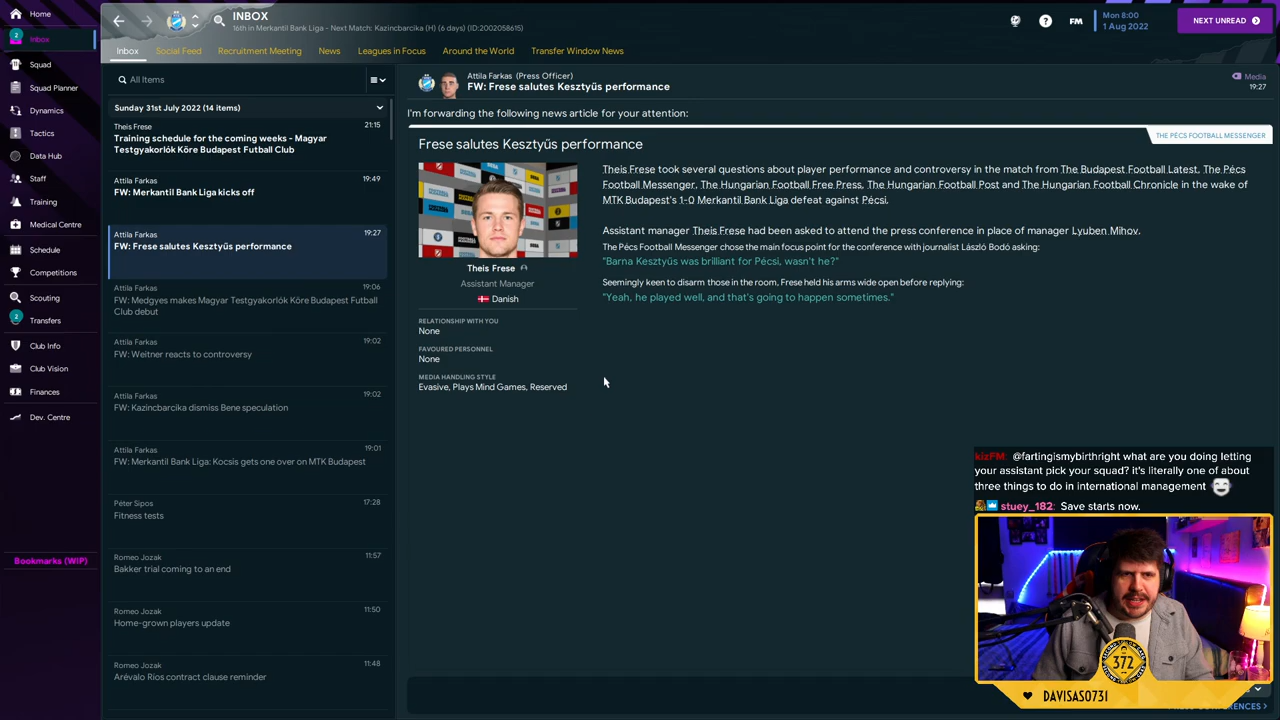 INBOX
16th in Merkantil Bank Liga - Next Match: Kazincbarcika (H) (6 days) (ID:2002058615)
FM
Mon 8:00
1 Aug 2022
NEXT UNREAD
Home
2
Inbox
Squad
Squad Planner
Dynamics
Tactics
Data Hub
Staff
Training
Medical Centre
Schedule
Competitions
Scouting
2
Transfers
Club Info
Club Vision
Finances
Dev. Centre
Bookmarks (WIP)
Inbox
Social Feed
Recruitment Meeting
News
Leagues in Focus
Around the World
Transfer Window News
All Items
Sunday 31st July 2022 (14 items)
Theis Frese
21:15
Training schedule for the coming weeks - Magyar
Testgyakorlók Köre Budapest Futball Club
Attila Farkas
19:49
FW: Merkantil Bank Liga kicks off
Attila Farkas
19:27
FW: Frese salutes Kesztyűs performance
Attila Farkas
19:06
FW: Medgyes makes Magyar Testgyakorlók Köre Budapest Futball
Club debut
Attila Farkas
19:02
FW: Weitner reacts to controversy
Attila Farkas
19:02
FW: Kazincbarcika dismiss Bene speculation
Attila Farkas
19:01
FW: Merkantil Bank Liga: Kocsis gets one over on MTK Budapest
Péter Sipos
17:28
Fitness tests
Romeo Jozak
11:57
Bakker trial coming to an end
Romeo Jozak
11:50
Home-grown players update
Romeo Jozak
11:48
Arévalo Ríos contract clause reminder
Attila Farkas (Press Officer)
FW: Frese salutes Kesztyűs performance
Media
19:27
I'm forwarding the following news article for your attention:
THE PÉCS FOOTBALL MESSENGER
Frese salutes Kesztyűs performance
Theis Frese
Assistant Manager
Danish
RELATIONSHIP WITH YOU
None
FAVOURED PERSONNEL
None
MEDIA HANDLING STYLE
Evasive, Plays Mind Games, Reserved
Theis Frese took several questions about player performance and controversy in the match from The Budapest Football Latest, The Pécs
Football Messenger, The Hungarian Football Free Press, The Hungarian Football Post and The Hungarian Football Chronicle in the wake of
MTK Budapest's 1-0 Merkantil Bank Liga defeat against Pécsi.
Assistant manager Theis Frese had been asked to attend the press conference in place of manager Lyuben Mihov.
The Pécs Football Messenger chose the main focus point for the conference with journalist László Bodó asking:
"Barna Kesztyűs was brilliant for Pécsi, wasn't he?"
Seemingly keen to disarm those in the room, Frese held his arms wide open before replying:
"Yeah, he played well, and that's going to happen sometimes."
kizFM: @fartingismybirthright what are you doing letting
your assistant pick your squad? it's literally one of about
three things to do in international management
stuey_182: Save starts now.
372
DAVISAS0731